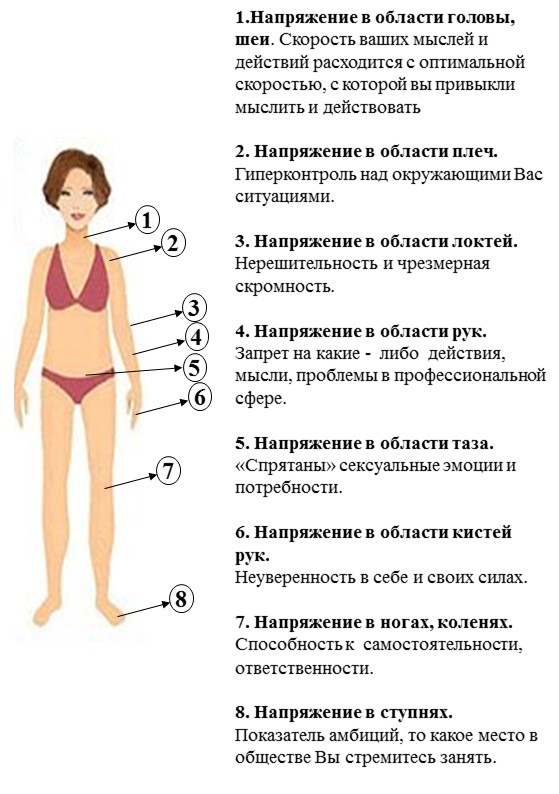 1.Напряжение в области головы,
шеи. Скорость ваших мыслей и
действий расходится с оптимальной
скоростью, с которой вы привыкли
мыслить и действовать
2. Напряжение в области плеч.
Гиперконтроль над окружающими Вас
ситуациями.
3. Напряжение в области локтей.
Нерешительность и чрезмерная
скромность.
4. Напряжение в области рук.
Запрет на какие - либо действия,
мысли, проблемы в профессиональной
сфере.
5. Напряжение в области таза.
«Спрятаны» сексуальные эмоции и
потребности.
6. Напряжение в области кистей
рук.
Неуверенность в себе и своих силах.
7. Напряжение в ногах, коленях.
Способность к самостоятельности,
ответственности.
8. Напряжение в ступнях.
Показатель амбиций, то какое место в
обществе Вы стремитесь занять.
1
2
3
4
5
6
7
8